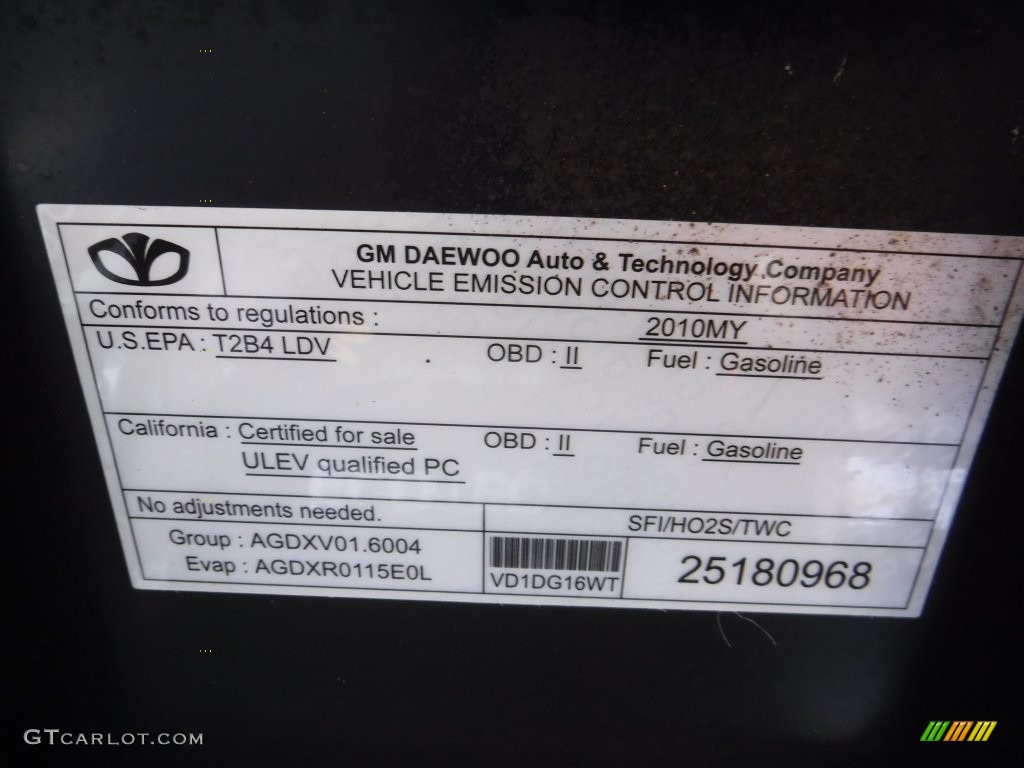 GM DAEWOO Auto & Technology Company
VEHICLE EMISSION CONTROL INFORMATION
Conforms to regulations : 2010MY
U.S.EPA : T2B4 LDV OBD : II Fuel : Gasoline
California : Certified for sale OBD : II Fuel : Gasoline
ULEV qualified PC
No adjustments needed. SFI/HO2S/TWC
Group : AGDXV01.6004
Evap : AGDXR0115E0L
VD1DG16WT
25180968
GTCARLOT.COM